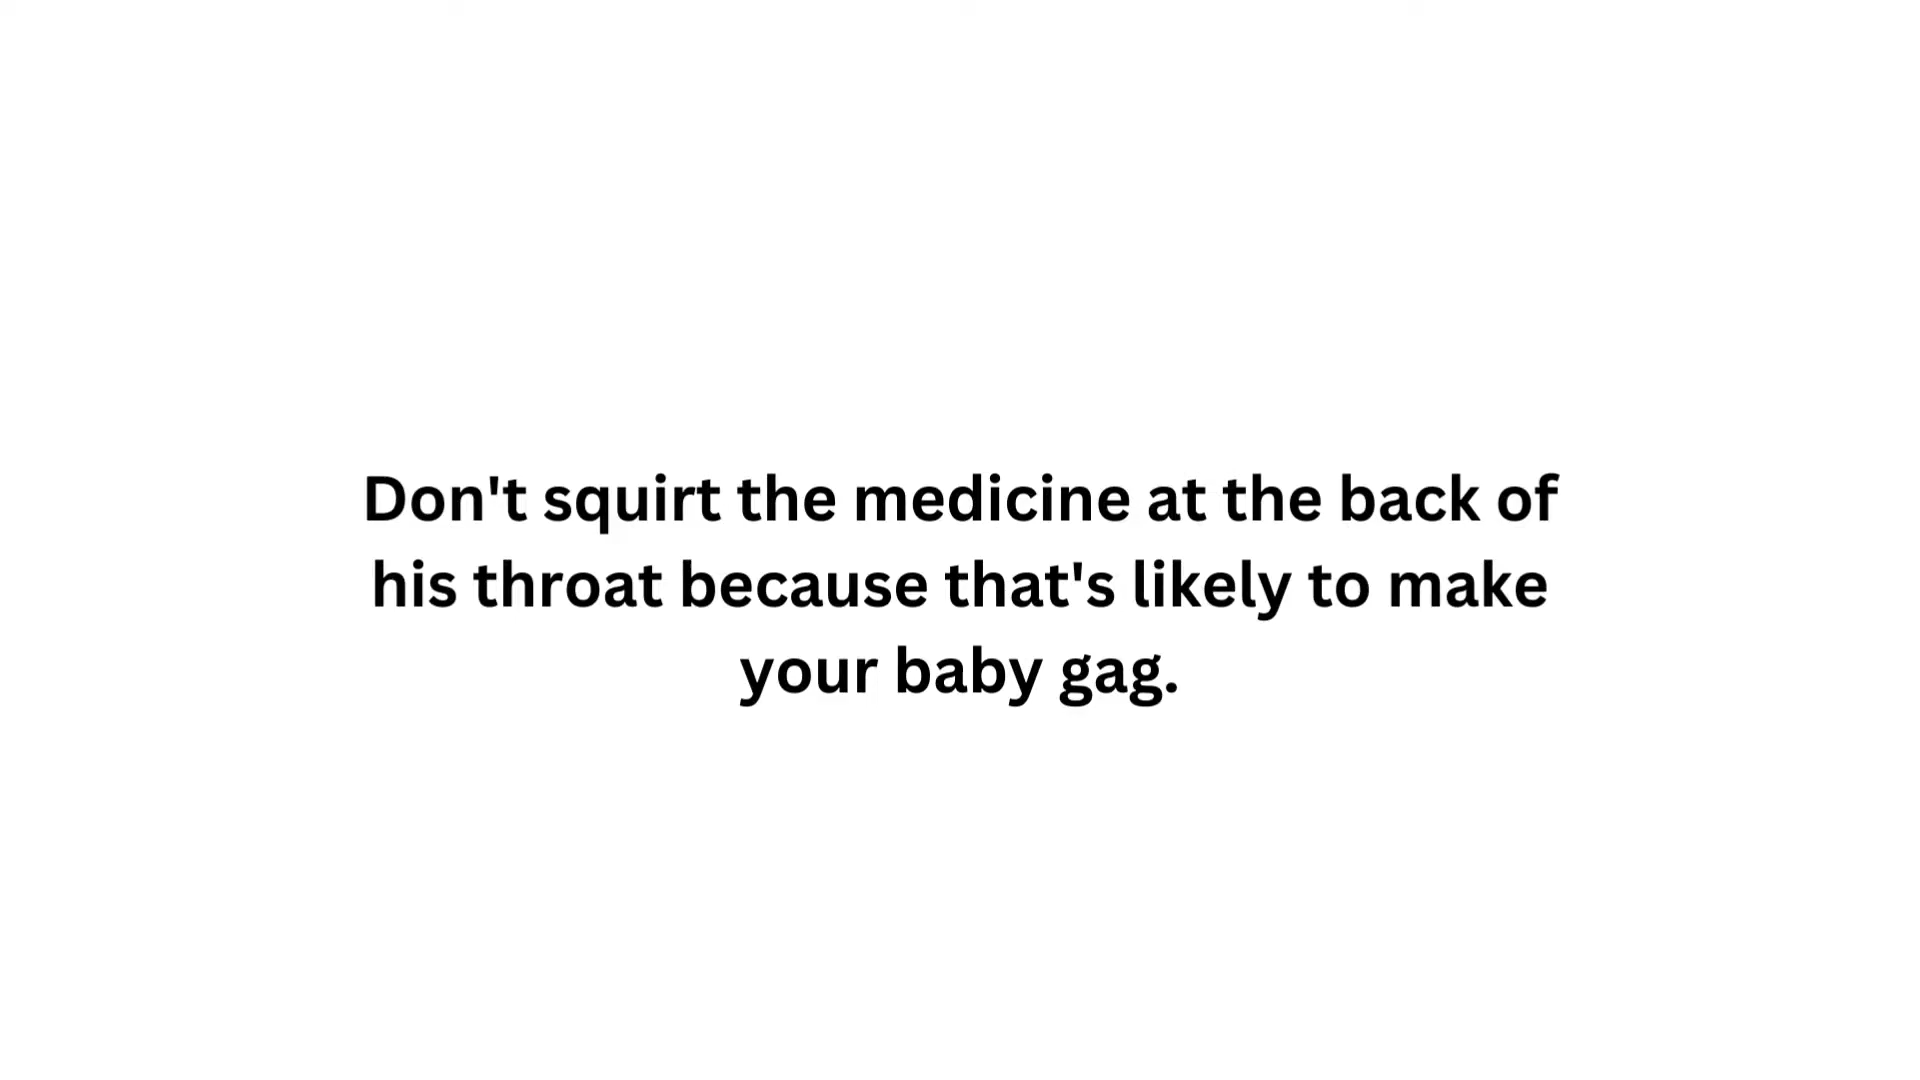 Don't squirt the medicine at the back of
his throat because that's likely to make
your baby gag.